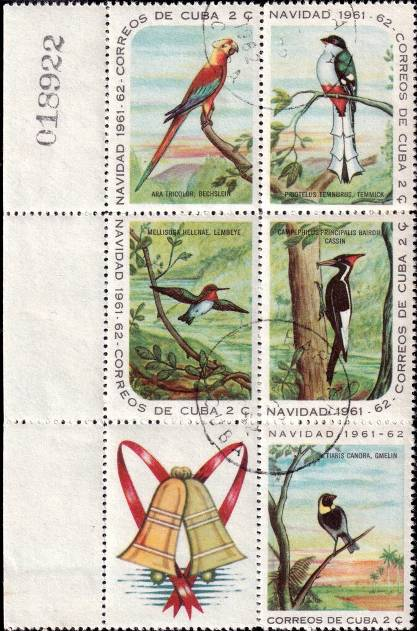 018922
NAVIDAD 1961-62 - CORREOS DE CUBA 2 ¢
ARA TRICOLOR, BECHSLEIN
NAVIDAD 1961-62 - CORREOS DE CUBA 2 ¢
PRIOTELUS TEMNURUS, TEMMICK
NAVIDAD 1961-62 - CORREOS DE CUBA 2 ¢
MELLISUGA HELENAE, LEMBEYE
NAVIDAD 1961-62 - CORREOS DE CUBA 2 ¢
CAMPEPHILUS PRINCIPALIS BAIRDII,
CASSIN
NAVIDAD 1961-62
TIARIS CANORA, GMELIN
CORREOS DE CUBA 2 ¢